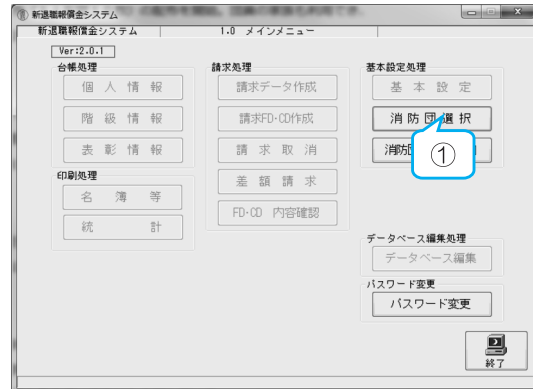 新退職報償金システム
新退職報償金システム
1.0 メインメニュー
Ver:2.0.1
台帳処理
個人情報
階級情報
表彰情報
印刷処理
名簿等
統計
請求処理
請求データ作成
請求FD・CD作成
請求取消
差額請求
FD・CD 内容確認
基本設定処理
基本設定
消防団選択
消防団
①
データベース編集処理
データベース編集
パスワード変更
パスワード変更
終了